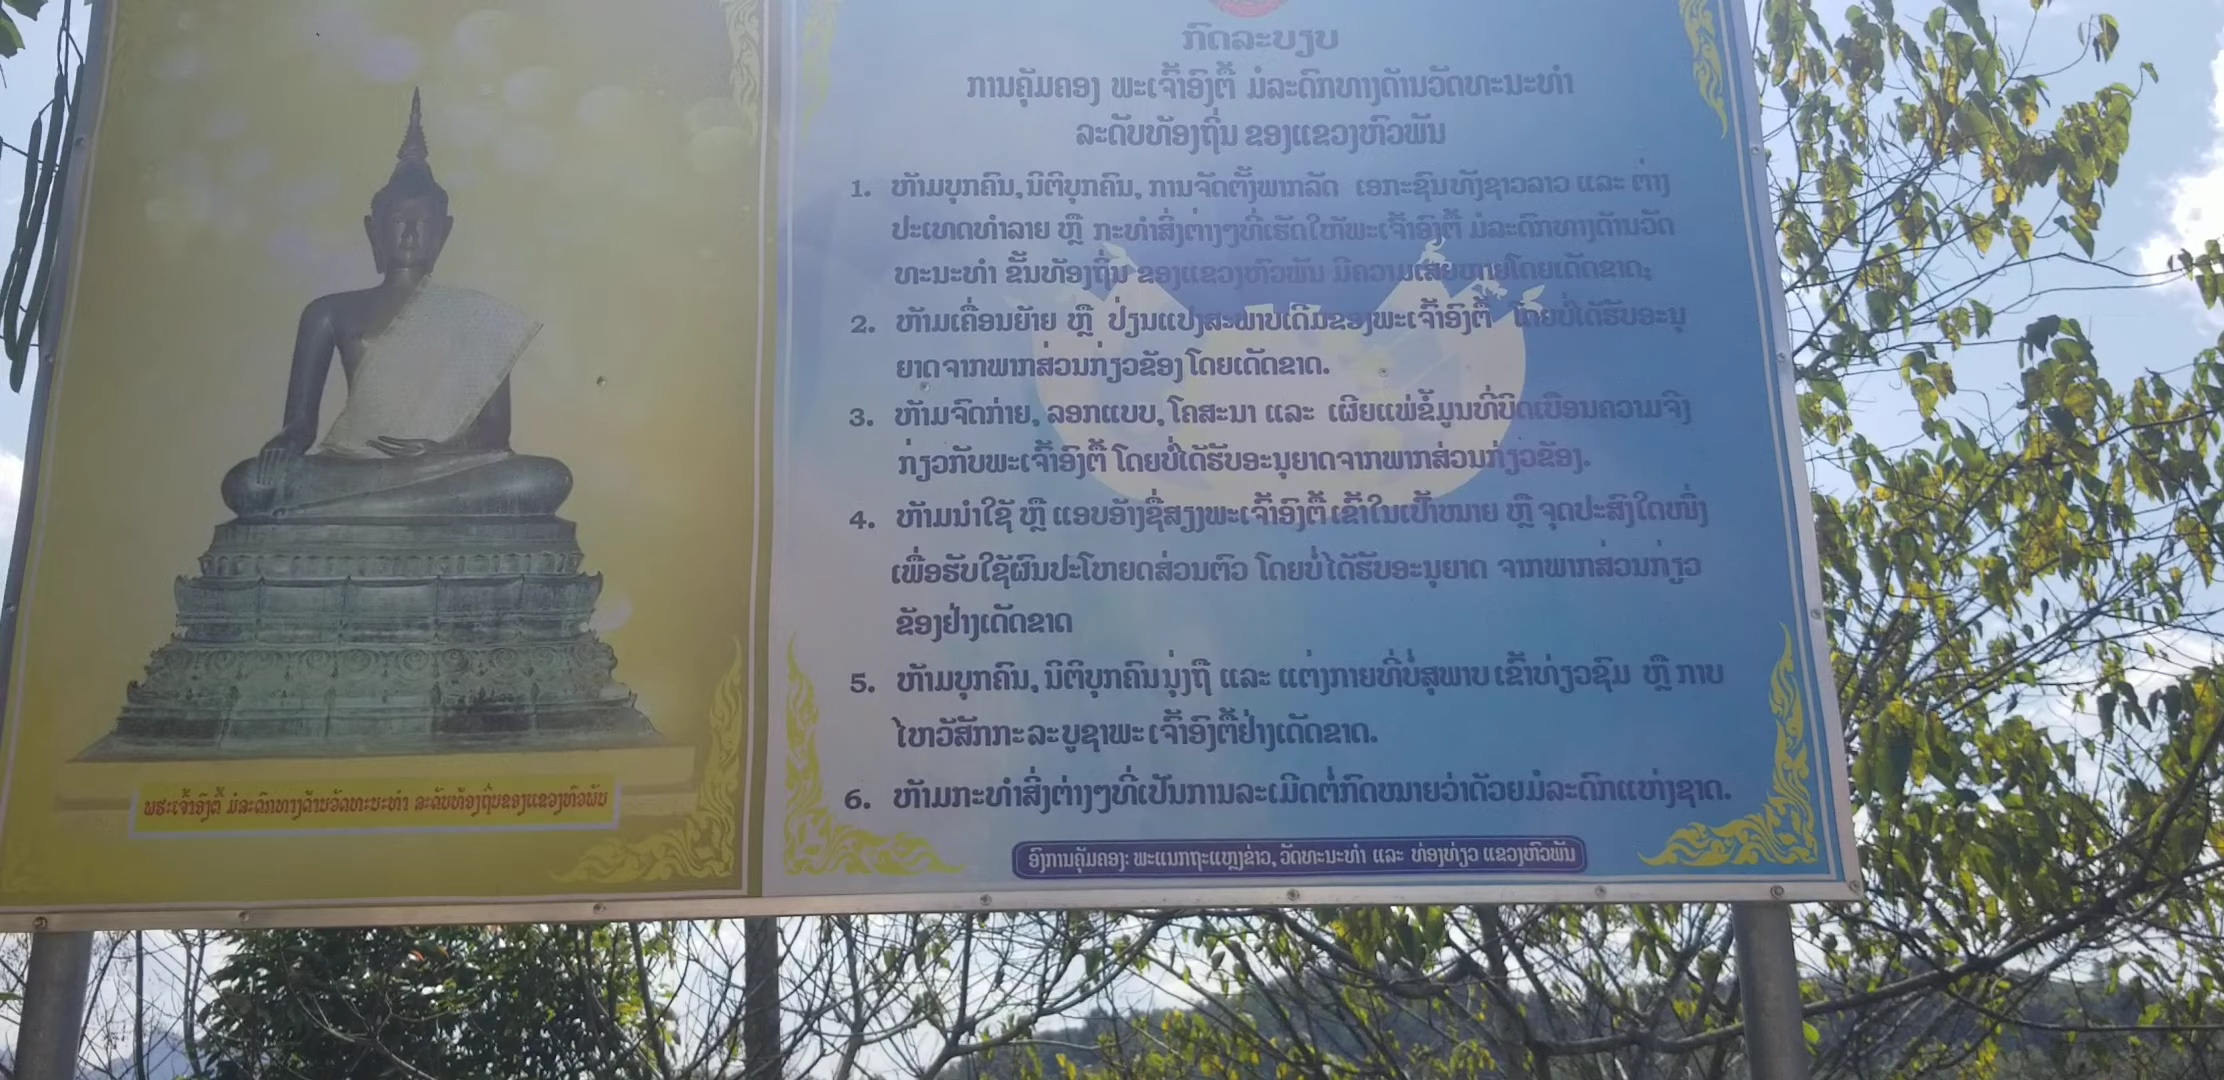 ກົດລະບຽບ
ການຄຸ້ມຄອງ ພະເຈົ້າອົງຕື້ ມໍລະດົກທາງດ້ານວັດທະນະທຳ
ລະດັບທ້ອງຖິ່ນ ຂອງແຂວງຫົວພັນ
1. ຫ້າມບຸກຄົນ, ນິຕິບຸກຄົນ, ການຈັດຕັ້ງພາກລັດ ເອກະຊົນທັງຊາວລາວ ແລະ ຕ່າງ
ປະເທດທຳລາຍ ຫຼື ກະທຳສິ່ງຕ່າງໆທີ່ເຮັດໃຫ້ພະເຈົ້າອົງຕື້ ມໍລະດົກທາງດ້ານວັດ
ທະນະທຳ ຂັ້ນທ້ອງຖິ່ນ ຂອງແຂວງຫົວພັນ ມີຄວາມເສຍຫາຍໂດຍເດັດຂາດ;
2. ຫ້າມເຄື່ອນຍ້າຍ ຫຼື ປ່ຽນແປງສະພາບເດີມຂອງພະເຈົ້າອົງຕື້ ໂດຍບໍ່ໄດ້ຮັບອະນຸ
ຍາດຈາກພາກສ່ວນກ່ຽວຂ້ອງ ໂດຍເດັດຂາດ.
3. ຫ້າມຈົດກ່າຍ, ລອກແບບ, ໂຄສະນາ ແລະ ເຜີຍແພ່ຂໍ້ມູນທີ່ບິດເບືອນຄວາມຈິງ
ກ່ຽວກັບພະເຈົ້າອົງຕື້ ໂດຍບໍ່ໄດ້ຮັບອະນຸຍາດຈາກພາກສ່ວນກ່ຽວຂ້ອງ.
4. ຫ້າມນຳໃຊ້ ຫຼື ແອບອ້າງຊື່ສຽງພະເຈົ້າອົງຕື້ ເຂົ້າໃນເປົ້າໝາຍ ຫຼື ຈຸດປະສົງໃດໜຶ່ງ
ເພື່ອຮັບໃຊ້ຜົນປະໂຫຍດສ່ວນຕົວ ໂດຍບໍ່ໄດ້ຮັບອະນຸຍາດ ຈາກພາກສ່ວນກ່ຽວ
ຂ້ອງຢ່າງເດັດຂາດ
5. ຫ້າມບຸກຄົນ, ນິຕິບຸກຄົນນຸ່ງຖື ແລະ ແຕ່ງກາຍທີ່ບໍ່ສຸພາບ ເຂົ້າທ່ຽວຊົມ ຫຼື ກາບ
ໄຫວ້ສັກກະລະບູຊາພະເຈົ້າອົງຕື້ຢ່າງເດັດຂາດ.
6. ຫ້າມກະທຳສິ່ງຕ່າງໆທີ່ເປັນການລະເມີດຕໍ່ກົດໝາຍວ່າດ້ວຍມໍລະດົກແຫ່ງຊາດ.
ອົງການຄຸ້ມຄອງ: ພະແນກຖະແຫຼງຂ່າວ, ວັດທະນະທຳ ແລະ ທ່ອງທ່ຽວ ແຂວງຫົວພັນ
ພຣະເຈົ້າອົງຕື້ ມໍລະດົກທາງດ້ານວັດທະນະທຳ ລະດັບທ້ອງຖິ່ນຂອງແຂວງຫົວພັນ